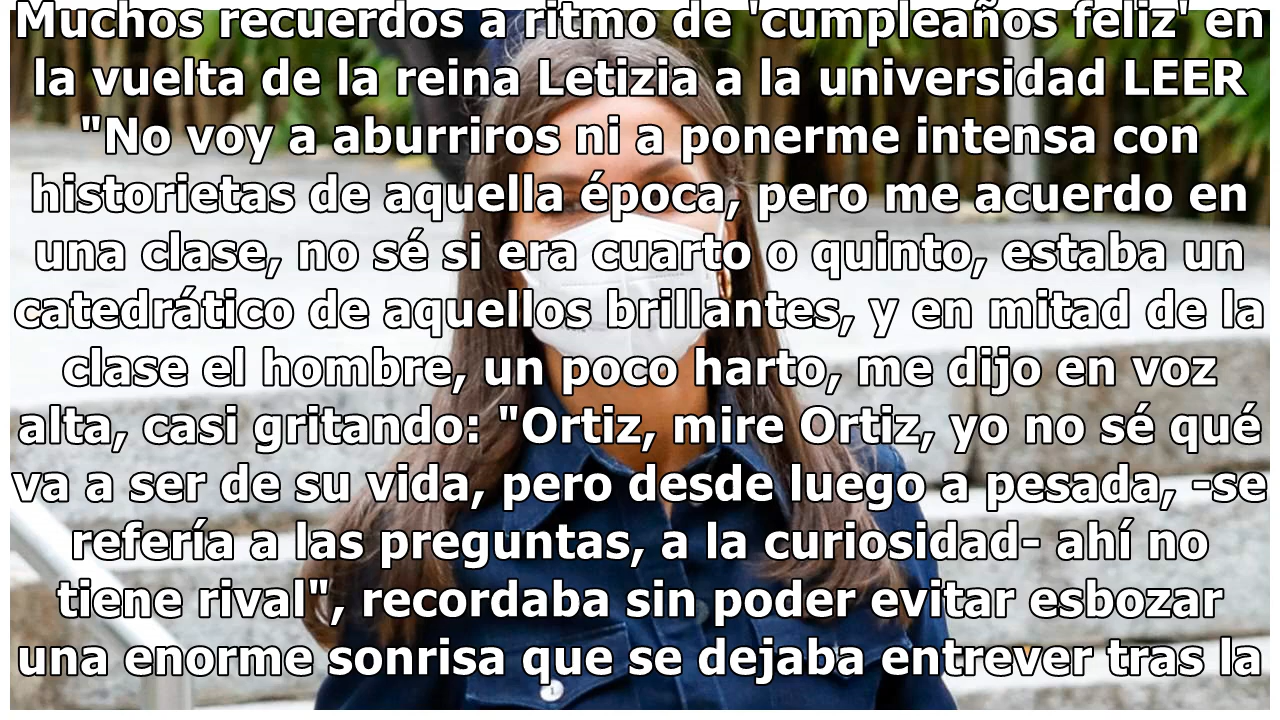 Muchos recuerdos a ritmo de 'cumpleaños feliz' en
la vuelta de la reina Letizia a la universidad LEER
"No voy a aburriros ni a ponerme intensa con
historietas de aquella época, pero me acuerdo en
una clase, no sé si era cuarto o quinto, estaba un
catedrático de aquellos brillantes, y en mitad de la
clase el hombre, un poco harto, me dijo en voz
alta, casi gritando: "Ortiz, mire Ortiz, yo no sé qué
va a ser de su vida, pero desde luego a pesada, -se
refería a las preguntas, a la curiosidad- ahí no
tiene rival", recordaba sin poder evitar esbozar
una enorme sonrisa que se dejaba entrever tras la